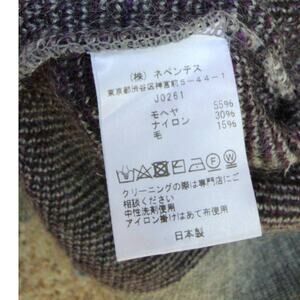 (株) ネペンテス
東京都渋谷区神宮前5-44-1
J0261
55%
モヘヤ 30%
ナイロン 15%
毛
クリーニングの際は専門店にご
相談ください
中性洗剤使用
アイロン掛けはあて布使用
日本製